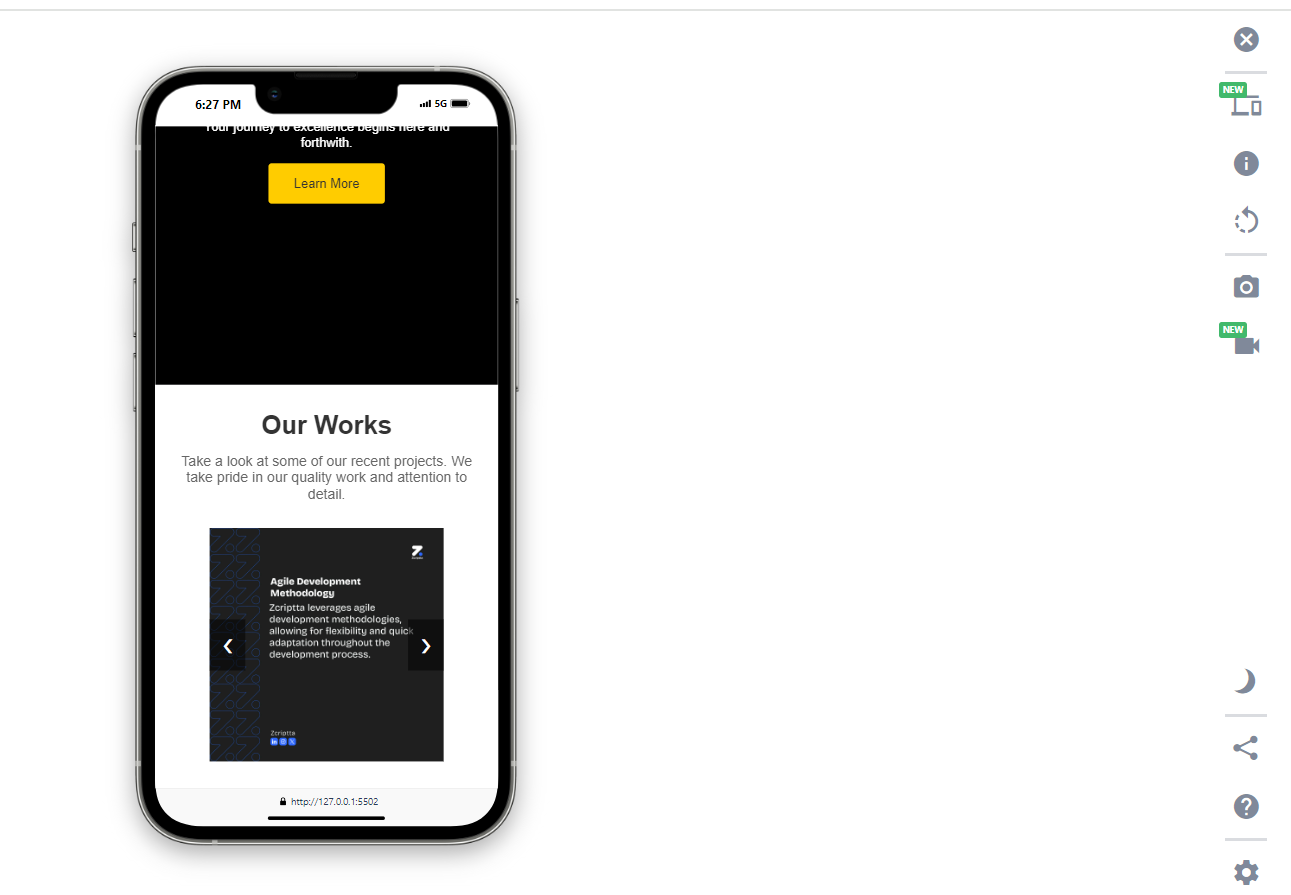 6:27 PM
5G
Your journey to excellence begins here and
forthwith.
Learn More
Our Works
Take a look at some of our recent projects. We
take pride in our quality work and attention to
detail.
Agile Development
Methodology
Zcriptta leverages agile
development methodologies,
allowing for flexibility and quick
adaptation throughout the
development process.
❮
❯
Zcriptta
in
http://127.0.0.1:5502
NEW
NEW